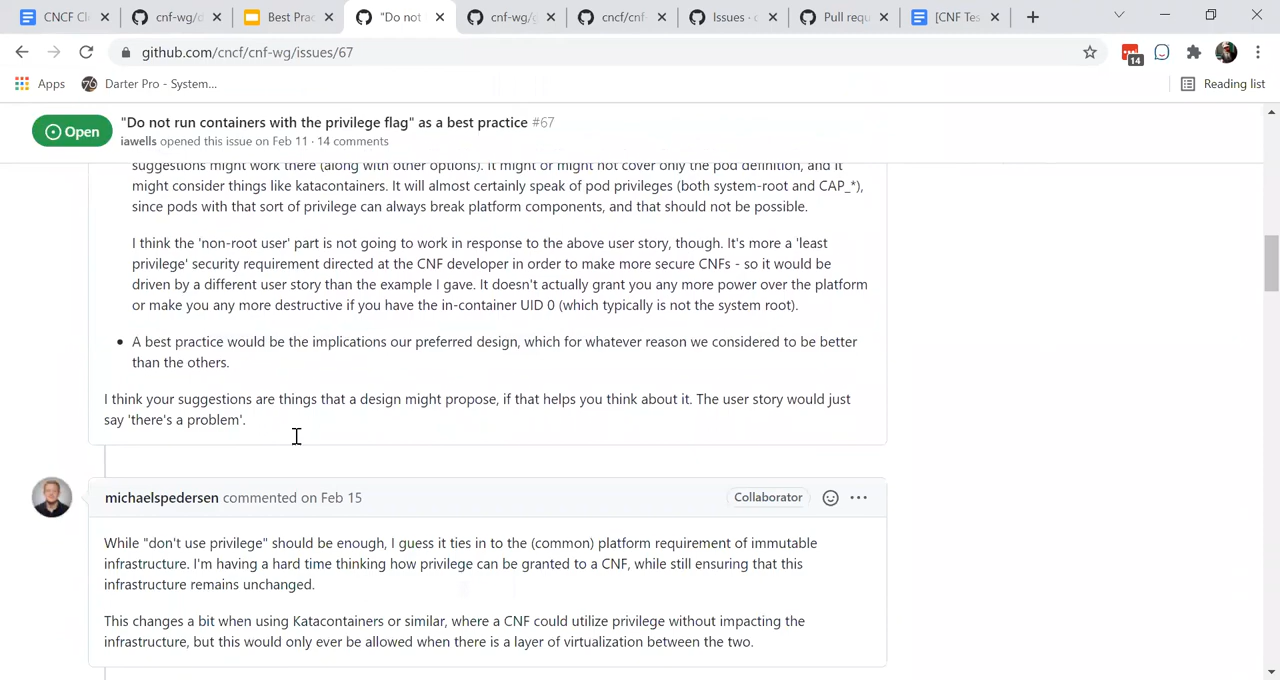 CNCF Cl
cnf-wg/d
Best Prac
"Do not
cnf-wg/g
cncf/cnf
Issues · c
Pull requ
[CNF Tes
github.com/cncf/cnf-wg/issues/67
14
Apps
Darter Pro - System...
Reading list
Open
"Do not run containers with the privilege flag" as a best practice #67
iawells opened this issue on Feb 11 · 14 comments
suggestions might work there (along with other options). It might or might not cover only the pod definition, and it
might consider things like katacontainers. It will almost certainly speak of pod privileges (both system-root and CAP_*),
since pods with that sort of privilege can always break platform components, and that should not be possible.
I think the 'non-root user' part is not going to work in response to the above user story, though. It's more a 'least
privilege' security requirement directed at the CNF developer in order to make more secure CNFs - so it would be
driven by a different user story than the example I gave. It doesn't actually grant you any more power over the platform
or make you any more destructive if you have the in-container UID 0 (which typically is not the system root).
• A best practice would be the implications our preferred design, which for whatever reason we considered to be better
than the others.
I think your suggestions are things that a design might propose, if that helps you think about it. The user story would just
say 'there's a problem'.
michaelspedersen commented on Feb 15
Collaborator
While "don't use privilege" should be enough, I guess it ties in to the (common) platform requirement of immutable
infrastructure. I'm having a hard time thinking how privilege can be granted to a CNF, while still ensuring that this
infrastructure remains unchanged.
This changes a bit when using Katacontainers or similar, where a CNF could utilize privilege without impacting the
infrastructure, but this would only ever be allowed when there is a layer of virtualization between the two.